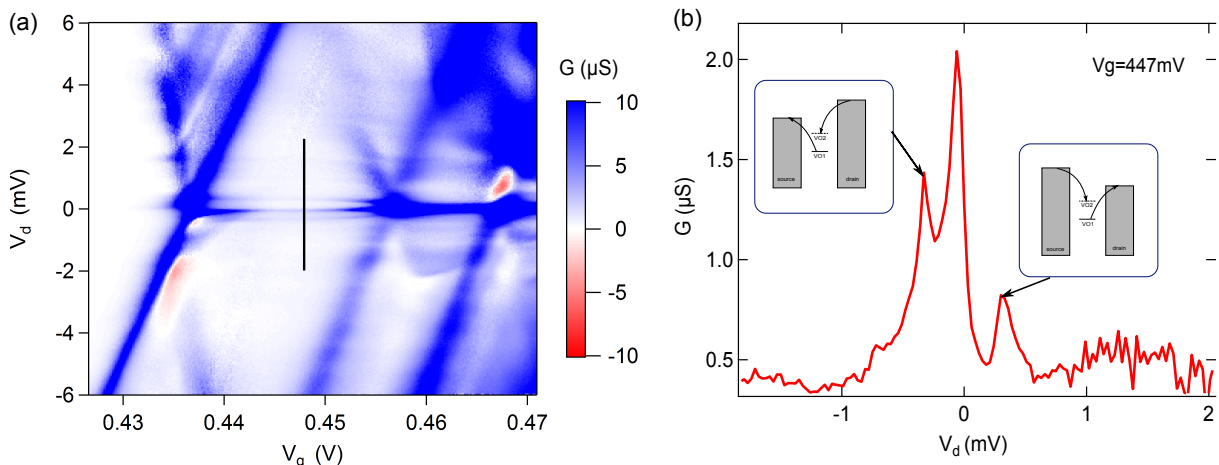 (a)
6
4
2
0
-2
-4
-6
V_d (mV)
0.43
0.44
0.45
0.46
0.47
V_g (V)
G (µS)
10
5
0
-5
-10
(b)
2.0
1.5
1.0
0.5
G (µS)
-1
0
1
2
V_d (mV)
Vg=447mV
VO2
VO1
source
drain
VO2
VO1
source
drain